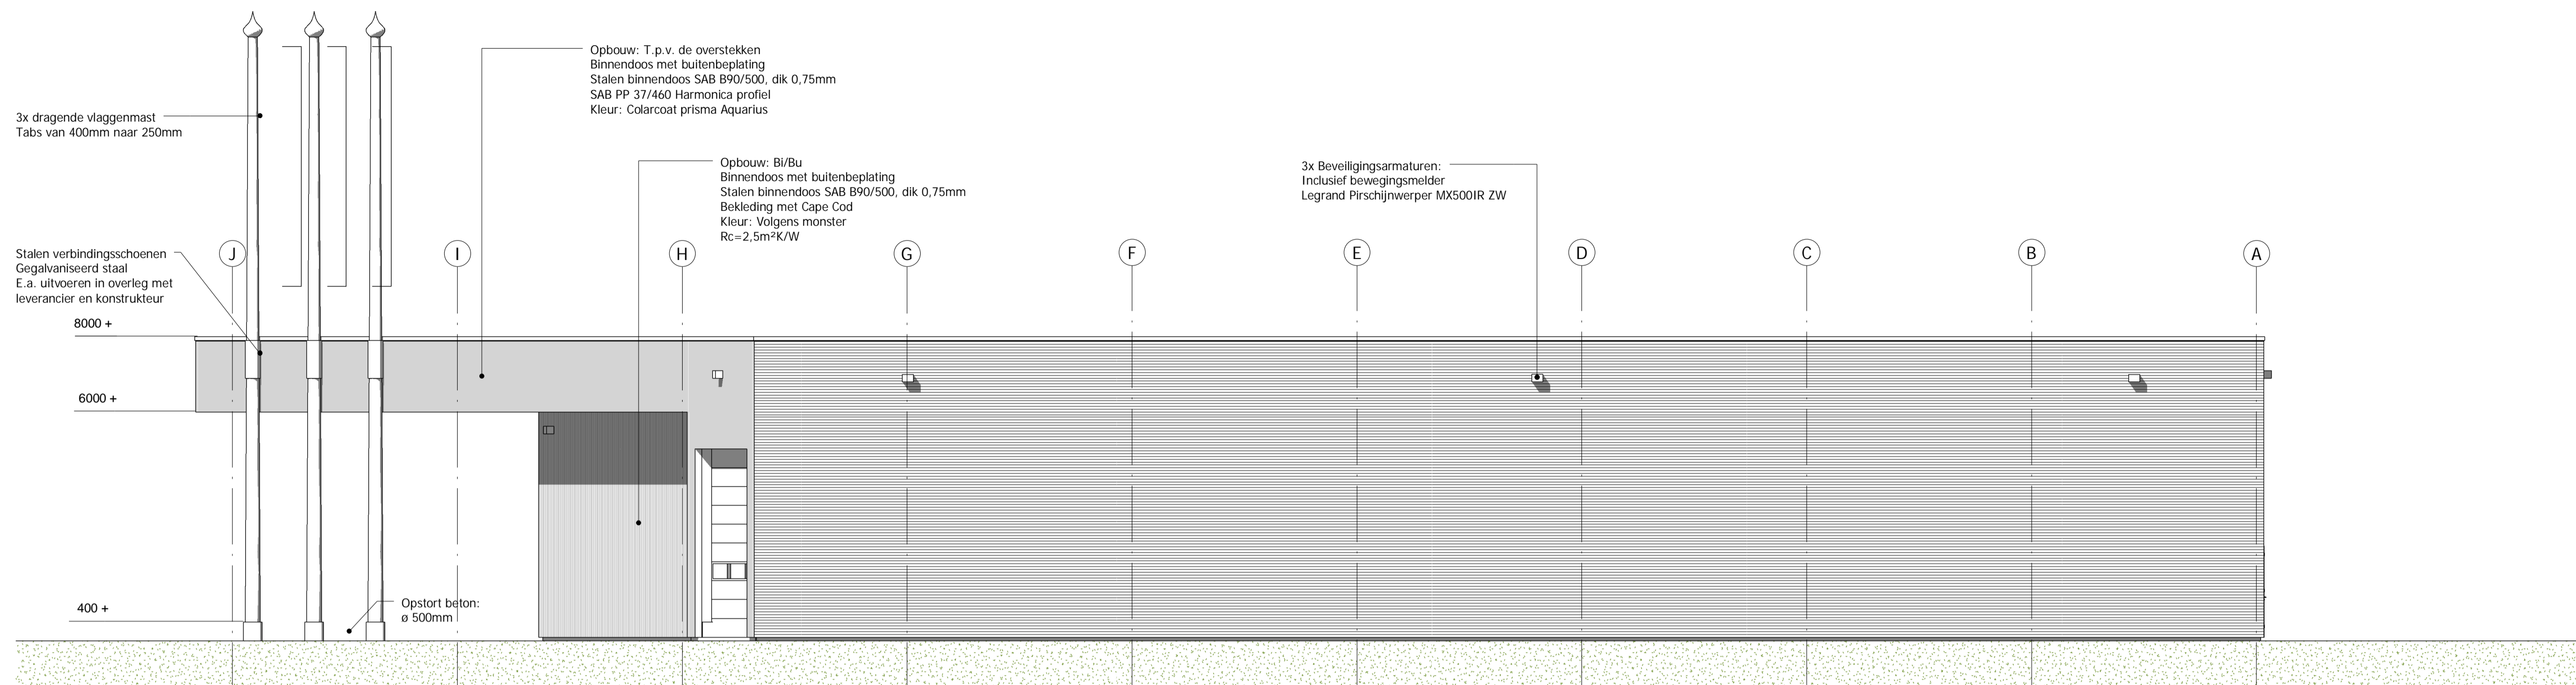 Opbouw: T.p.v. de overstekken
Binnendoos met buitenbeplating
Stalen binnendoos SAB B90/500, dik 0,75mm
SAB PP 37/460 Harmonica profiel
Kleur: Colarcoat prisma Aquarius
3x dragende vlaggenmast
Tabs van 400mm naar 250mm
Opbouw: Bi/Bu
Binnendoos met buitenbeplating
Stalen binnendoos SAB B90/500, dik 0,75mm
Bekleding met Cape Cod
Kleur: Volgens monster
Rc=2,5m²K/W
3x Beveiligingsarmaturen:
Inclusief bewegingsmelder
Legrand Pirschijnwerper MX500IR ZW
Stalen verbindingsschoenen
Gegalvaniseerd staal
E.a. uitvoeren in overleg met
leverancier en konstrukteur
J I H G F E D C B A
8000 +
6000 +
400 +
Opstort beton:
ø 500mm